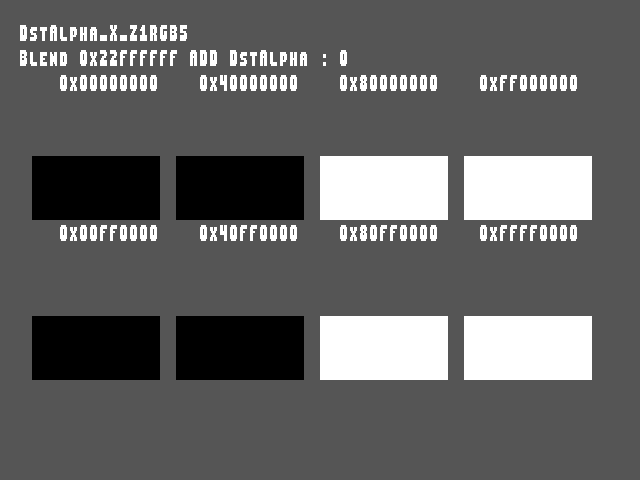 DstAlpha_X_Z1RGB5
Blend 0x22ffffff ADD DstAlpha : 0
0x00000000 0x40000000 0x80000000 0xff000000
0x00ff0000 0x40ff0000 0x80ff0000 0xffff0000